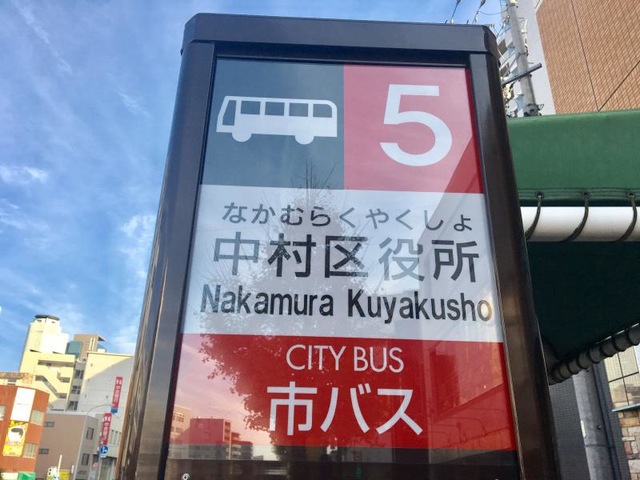 5
なかむらくやくしょ
中村区役所
Nakamura Kuyakusho
CITY BUS
市バス